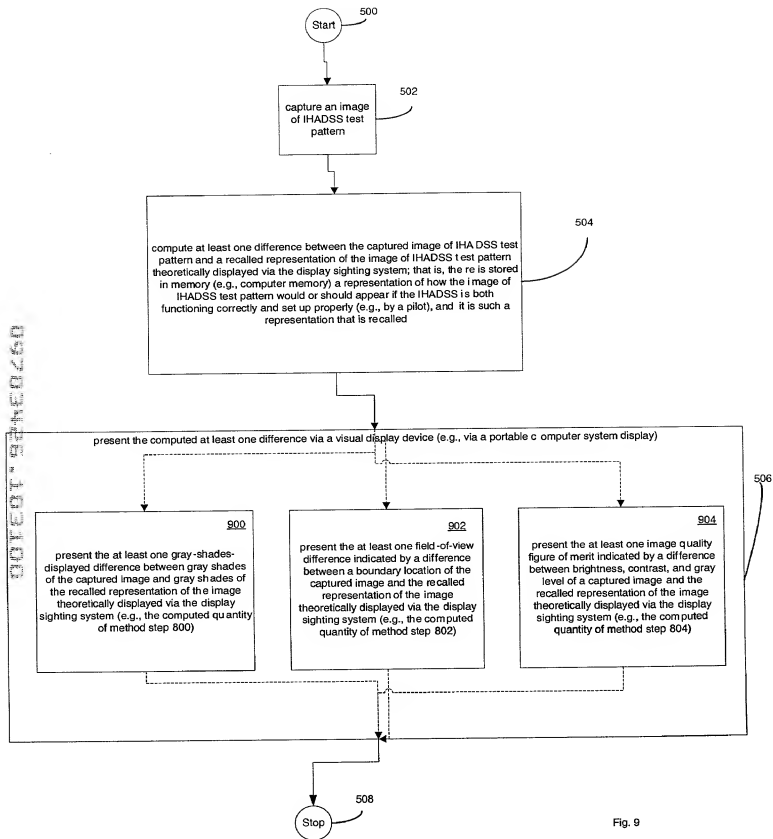 500
Start
502
capture an image
of IHADSS test
pattern
504
compute at least one difference between the captured image of IHA DSS test
pattern and a recalled representation of the image of IHADSS t est pattern
theoretically displayed via the display sighting system; that is, the re is stored
in memory (e.g., computer memory) a representation of how the i mage of
IHADSS test pattern would or should appear if the IHADSS is both
functioning correctly and set up properly (e.g., by a pilot), and it is such a
representation that is recalled
present the computed at least one difference via a visual display device (e.g., via a portable c omputer system display)
506
900
present the at least one gray-shades-
displayed difference between gray shades
of the captured image and gray shades of
the recalled representation of the image
theoretically displayed via the display
sighting system (e.g., the computed quantity
of method step 800)
902
present the at least one field-of-view
difference indicated by a difference
between a boundary location of the
captured image and the recalled
representation of the image
theoretically displayed via the display
sighting system (e.g., the computed
quantity of method step 802)
904
present the at least one image quality
figure of merit indicated by a difference
between brightness, contrast, and gray
level of a captured image and the
recalled representation of the image
theoretically displayed via the display
sighting system (e.g., the computed
quantity of method step 804)
508
Stop
Fig. 9